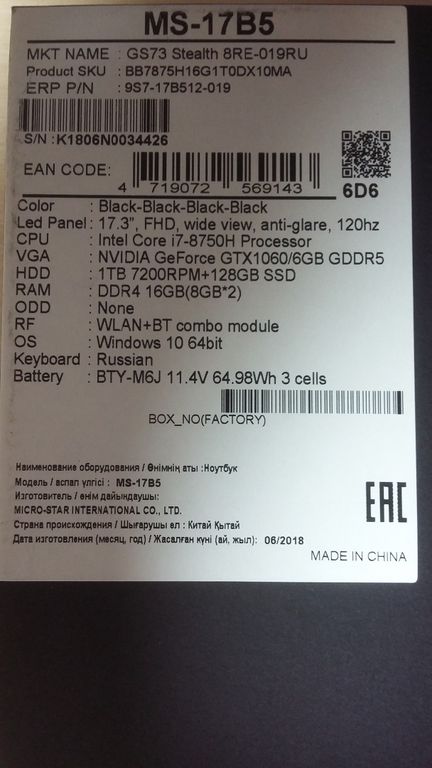 MS-17B5
MKT NAME : GS73 Stealth 8RE-019RU
Product SKU : BB7875H16G1T0DX10MA
ERP P/N : 9S7-17B512-019
S/N :K1806N0034426
EAN CODE:
4 719072 569143
6D6
Color : Black-Black-Black-Black
Led Panel : 17.3", FHD, wide view, anti-glare, 120hz
CPU : Intel Core i7-8750H Processor
VGA : NVIDIA GeForce GTX1060/6GB GDDR5
HDD : 1TB 7200RPM+128GB SSD
RAM : DDR4 16GB(8GB*2)
ODD : None
RF : WLAN+BT combo module
OS : Windows 10 64bit
Keyboard : Russian
Battery : BTY-M6J 11.4V 64.98Wh 3 cells
BOX_NO(FACTORY)
Наименование оборудования / Өнімнің аты :Ноутбук
Модель / аспап үлгісі : MS-17B5
Изготовитель / өнім дайындаушы:
MICRO-STAR INTERNATIONAL CO., LTD.
Страна происхождения / Шығарушы ел : Китай Қытай
Дата изготовления (месяц, год) / Жасалған күні (ай, жыл): 06/2018
EAC
MADE IN CHINA